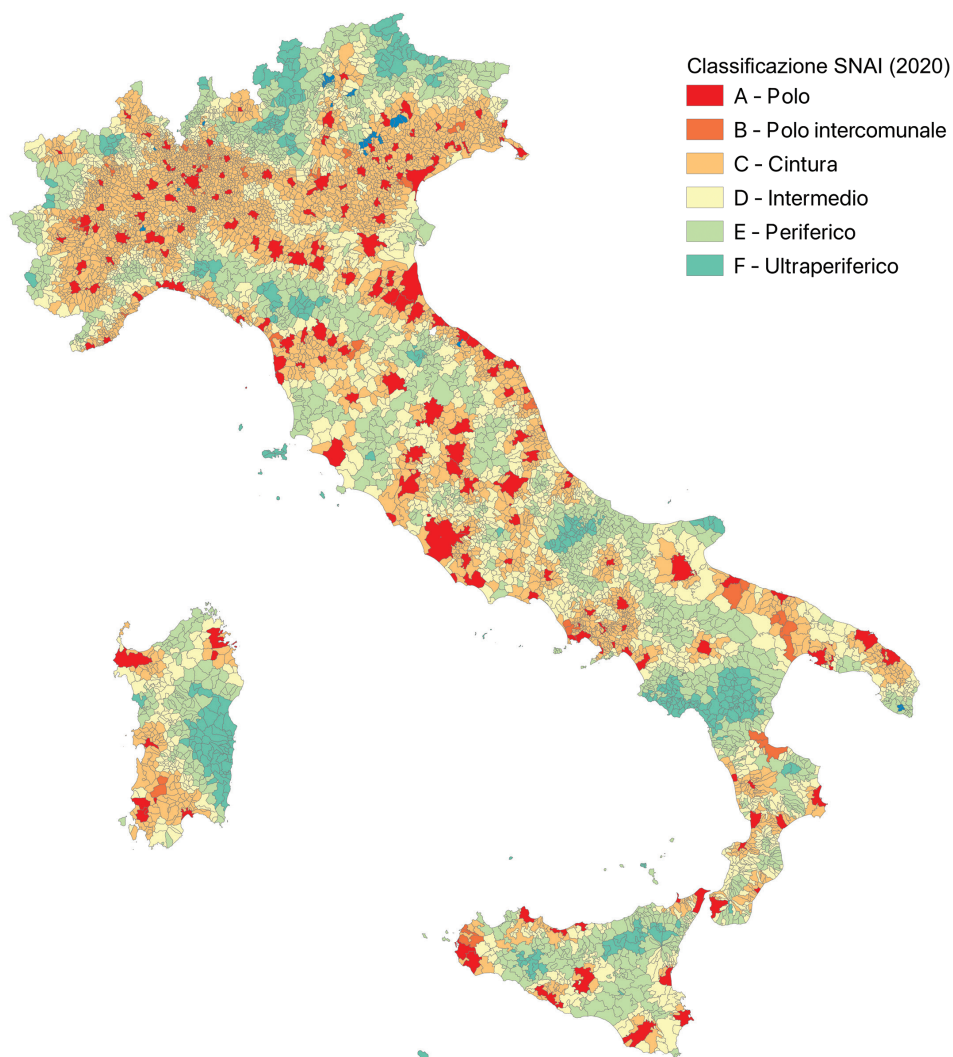 Classificazione SNAI (2020)
A - Polo
B - Polo intercomunale
C - Cintura
D - Intermedio
E - Periferico
F - Ultraperiferico